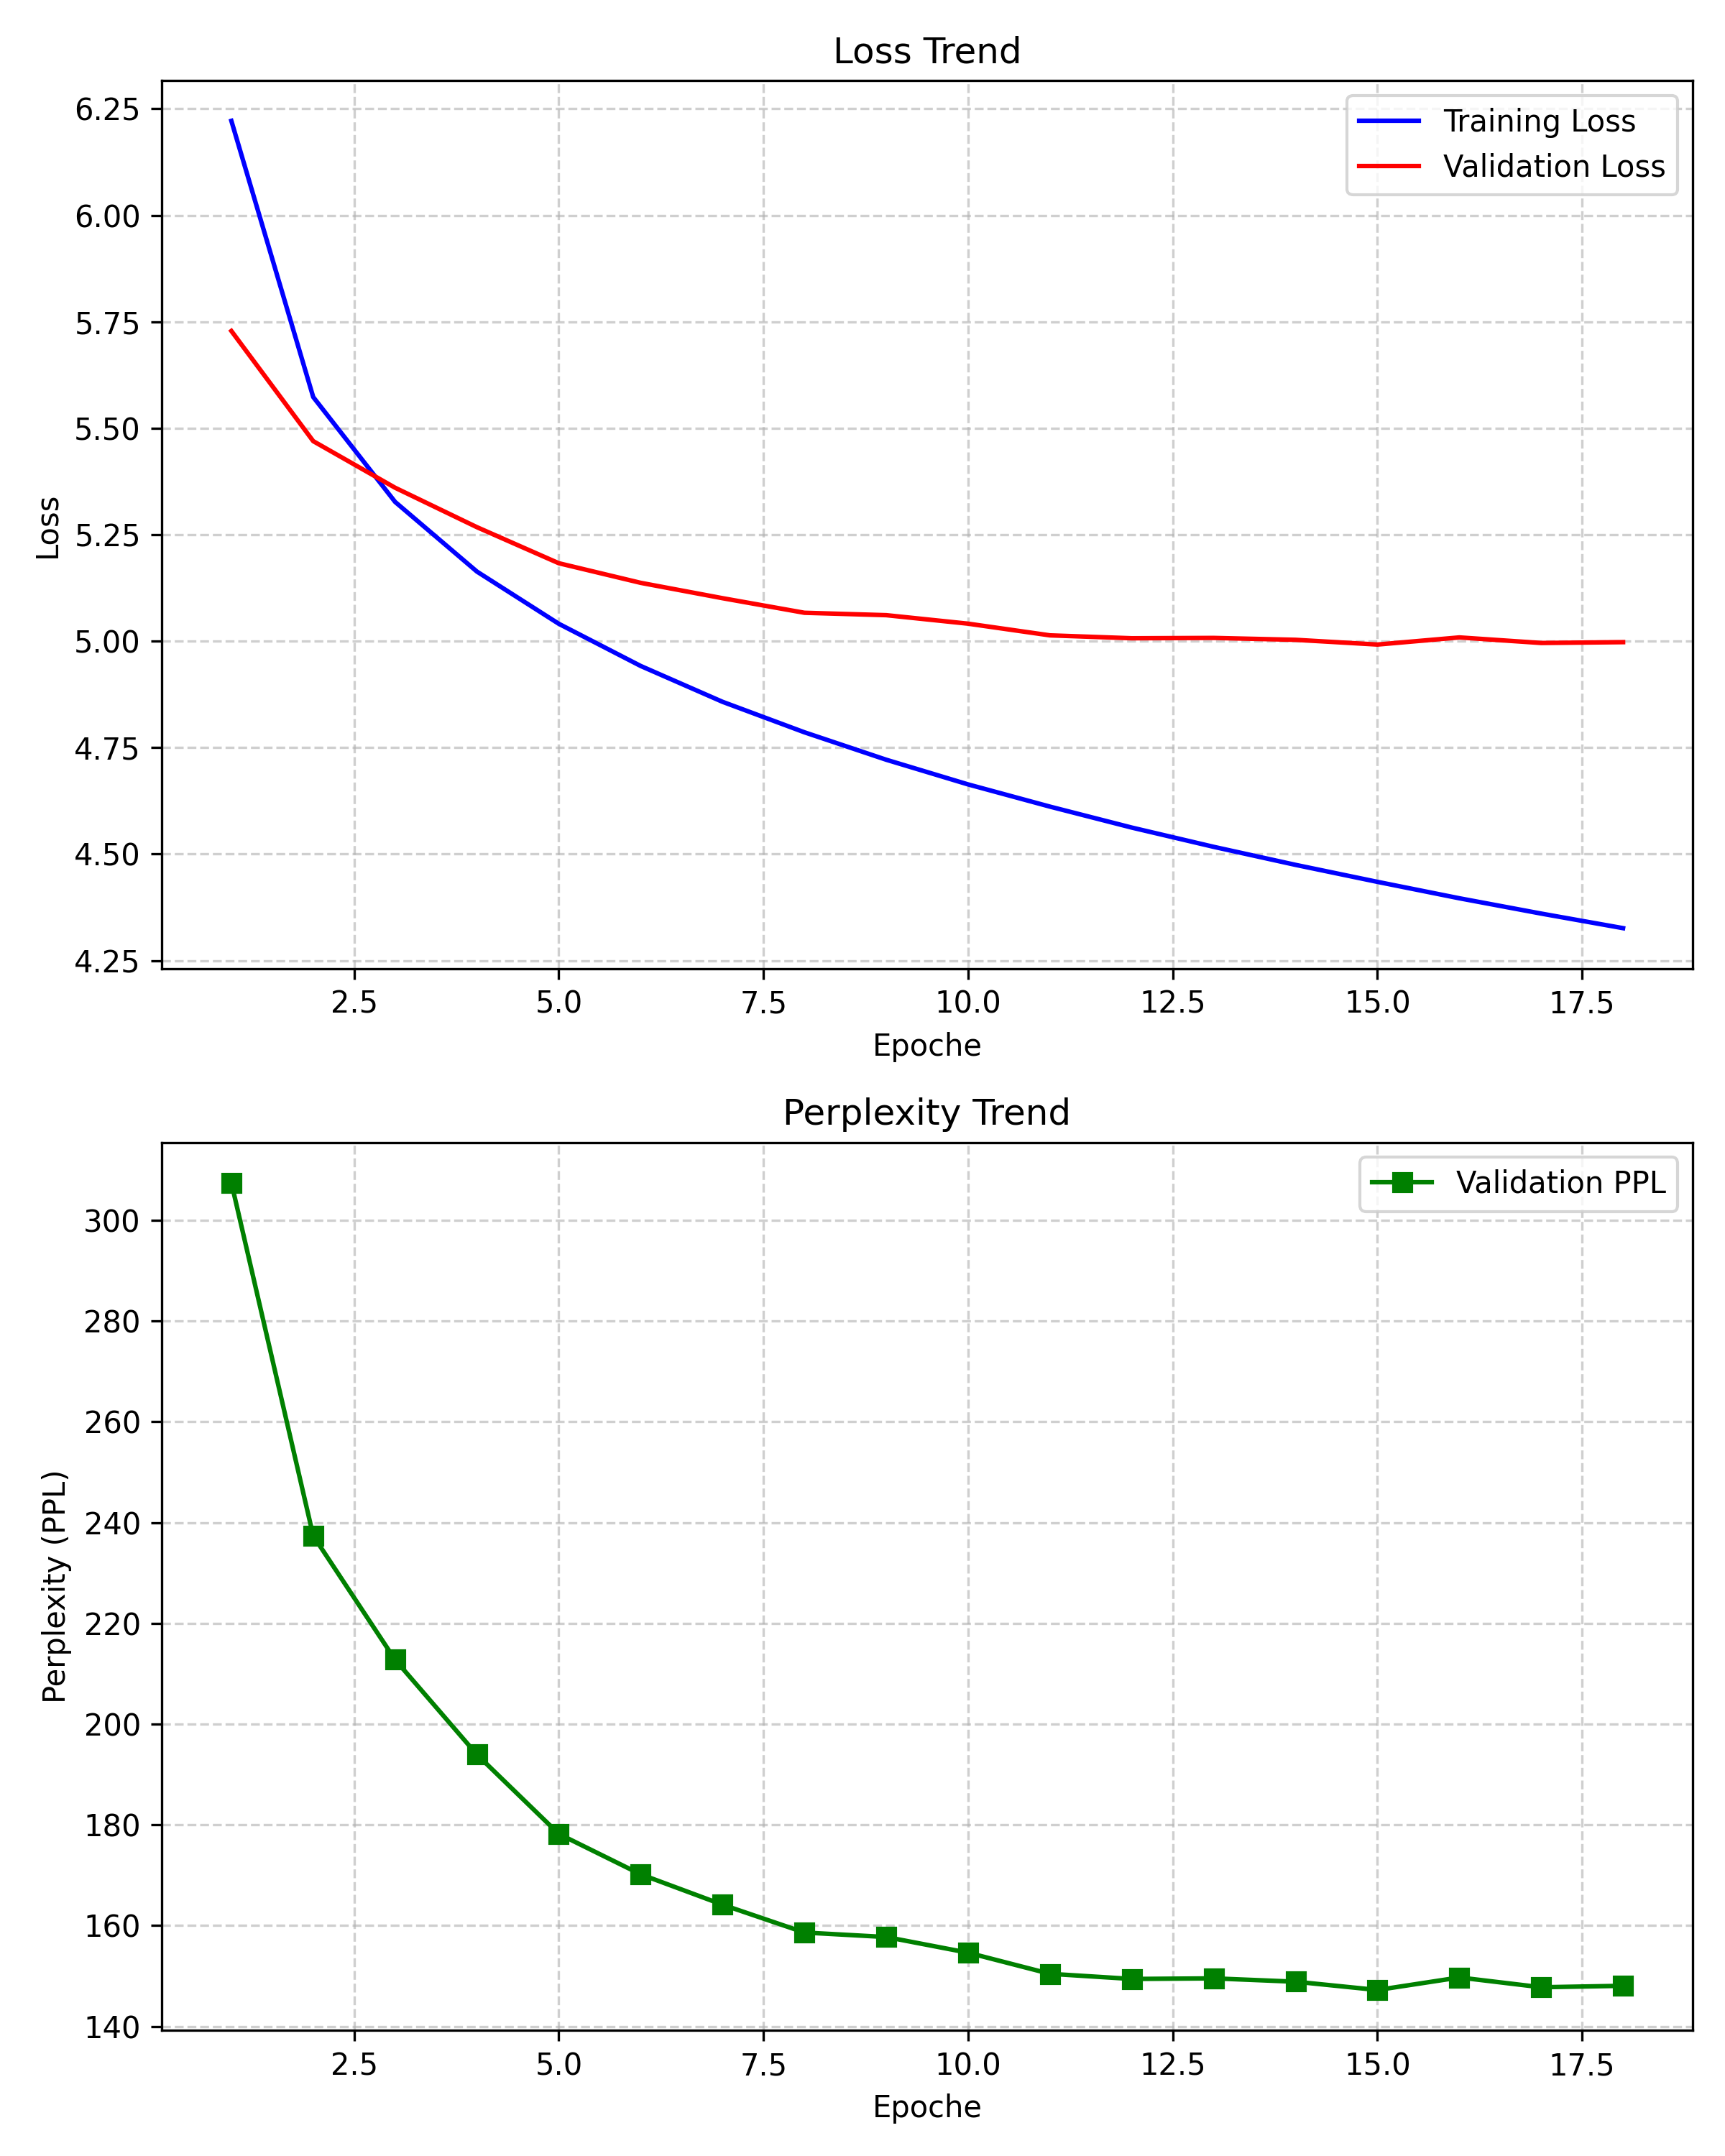 Loss Trend
6.25
6.00
5.75
5.50
5.25
5.00
4.75
4.50
4.25
Loss
Training Loss
Validation Loss
2.5 5.0 7.5 10.0 12.5 15.0 17.5
Epoche
Perplexity Trend
300
280
260
240
220
200
180
160
140
Perplexity (PPL)
Validation PPL
2.5 5.0 7.5 10.0 12.5 15.0 17.5
Epoche